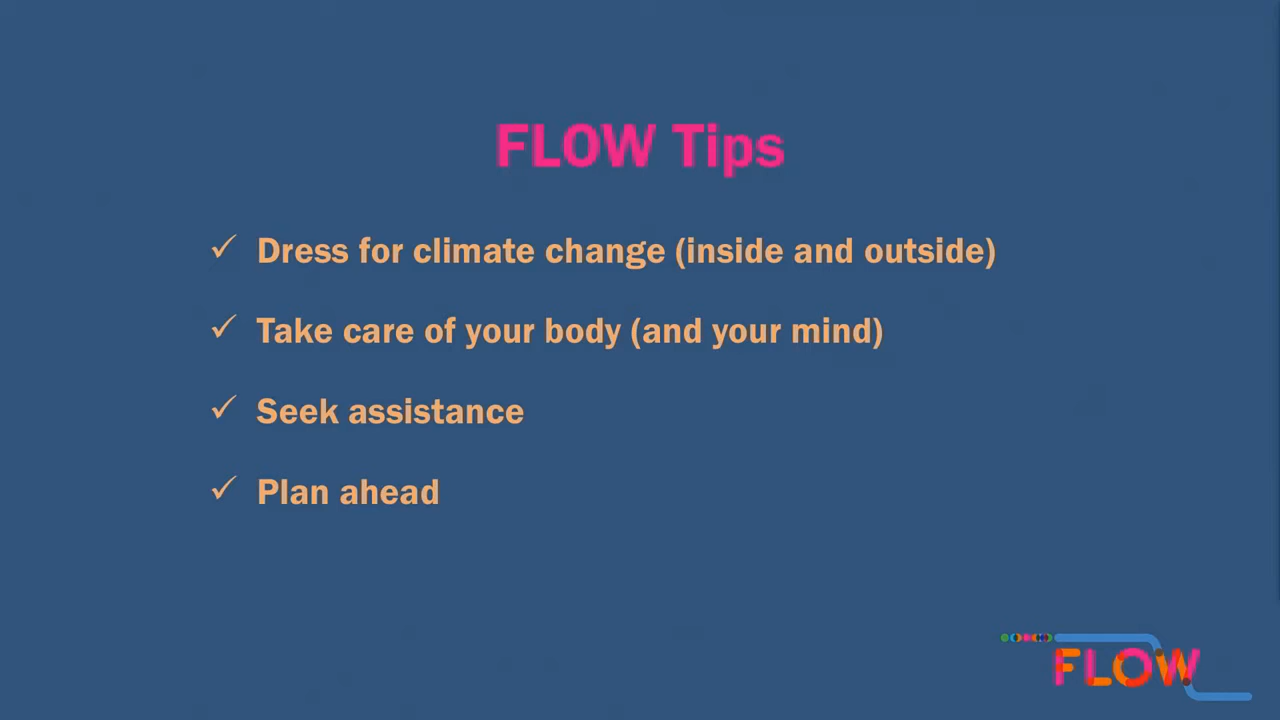 FLOW Tips
✓ Dress for climate change (inside and outside)
✓ Take care of your body (and your mind)
✓ Seek assistance
✓ Plan ahead
FLOW